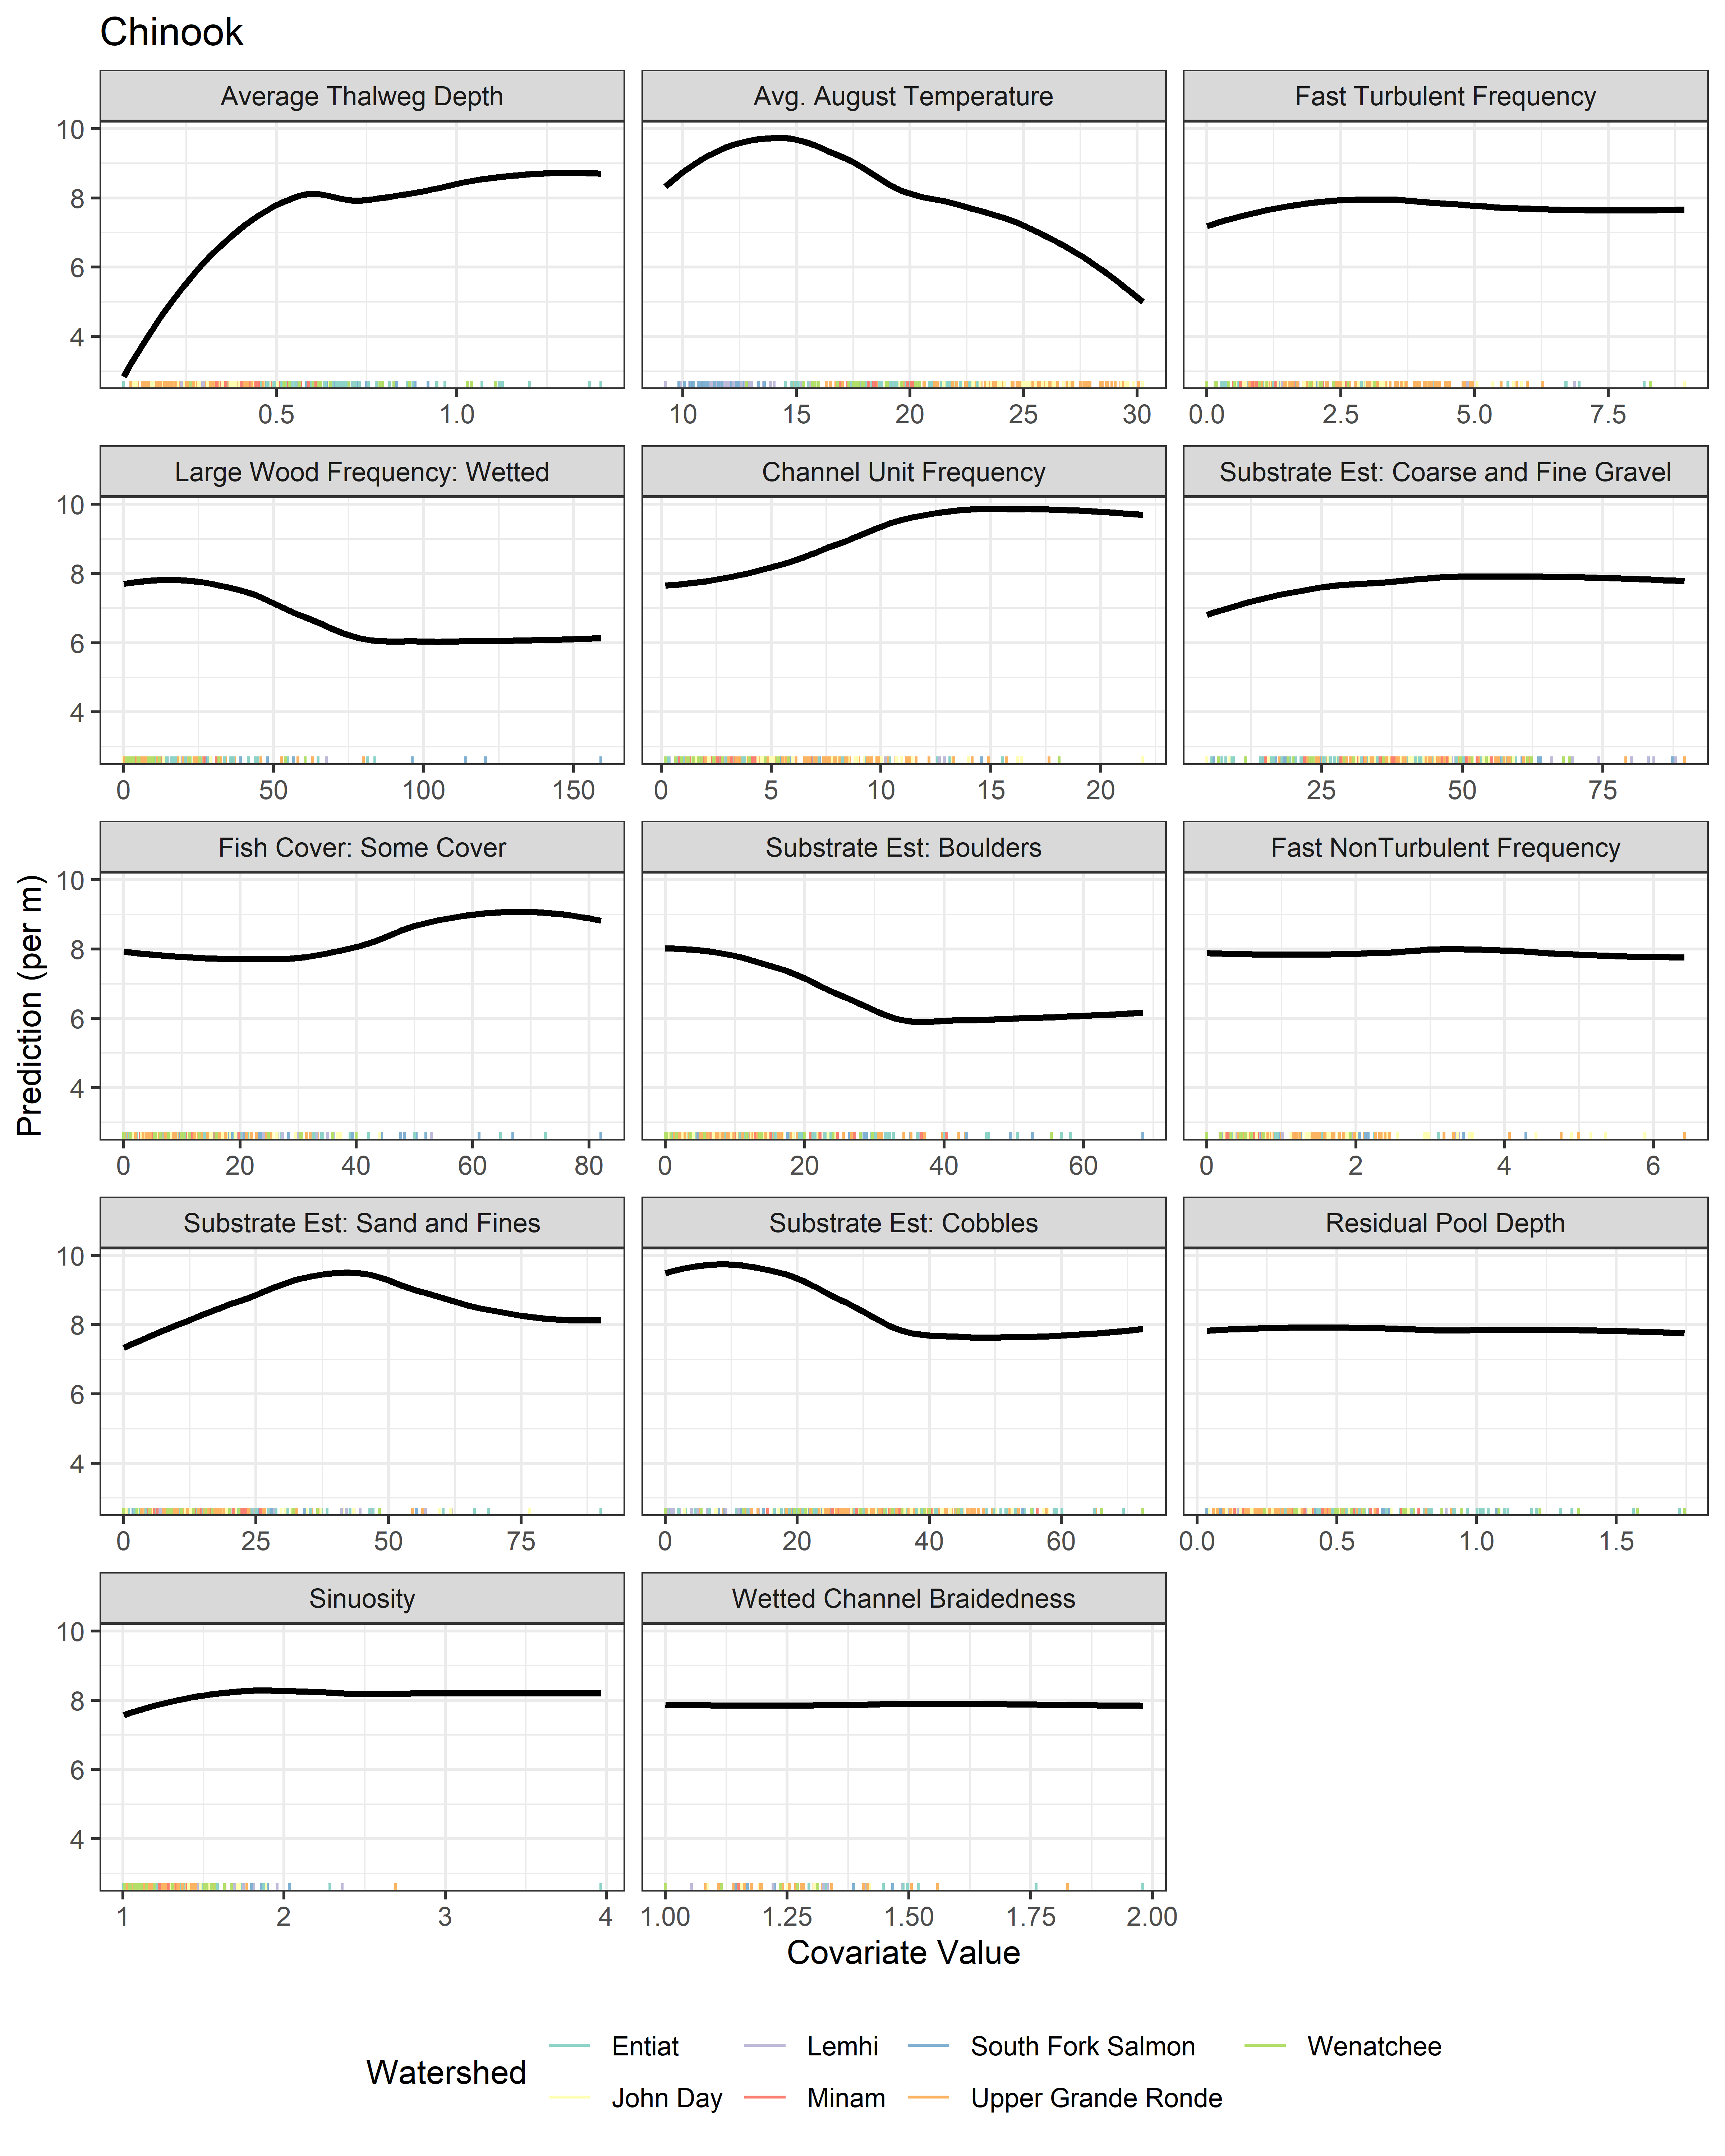 Chinook
Average Thalweg Depth
Avg. August Temperature
Fast Turbulent Frequency
10
8
6
4
0.5 1.0
10 15 20 25 30
0.0 2.5 5.0 7.5
Large Wood Frequency: Wetted
Channel Unit Frequency
Substrate Est: Coarse and Fine Gravel
10
8
6
4
0 50 100 150
0 5 10 15 20
25 50 75
Fish Cover: Some Cover
Substrate Est: Boulders
Fast NonTurbulent Frequency
Prediction (per m)
10
8
6
4
0 20 40 60 80
0 20 40 60
0 2 4 6
Substrate Est: Sand and Fines
Substrate Est: Cobbles
Residual Pool Depth
10
8
6
4
0 25 50 75
0 20 40 60
0.0 0.5 1.0 1.5
Sinuosity
Wetted Channel Braidedness
10
8
6
4
1 2 3 4
1.00 1.25 1.50 1.75 2.00
Covariate Value
Watershed
Entiat
Lemhi
South Fork Salmon
Wenatchee
John Day
Minam
Upper Grande Ronde